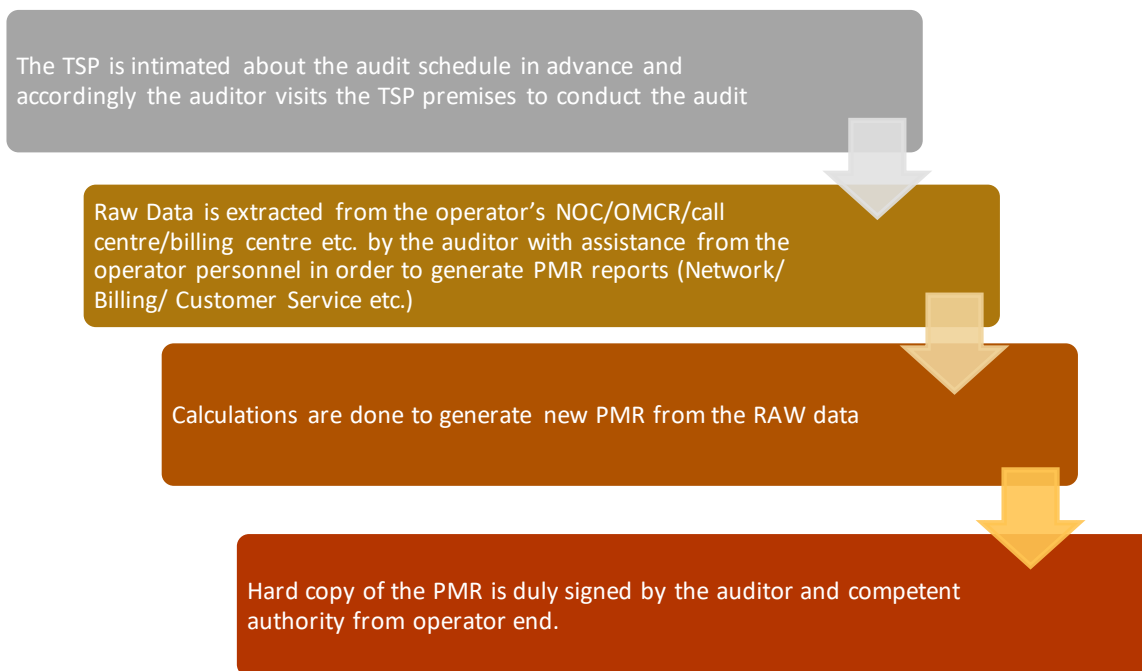 The TSP is intimated about the audit schedule in advance and
accordingly the auditor visits the TSP premises to conduct the audit
Raw Data is extracted from the operator’s NOC/OMCR/call
centre/billing centre etc. by the auditor with assistance from the
operator personnel in order to generate PMR reports (Network/
Billing/ Customer Service etc.)
Calculations are done to generate new PMR from the RAW data
Hard copy of the PMR is duly signed by the auditor and competent
authority from operator end.